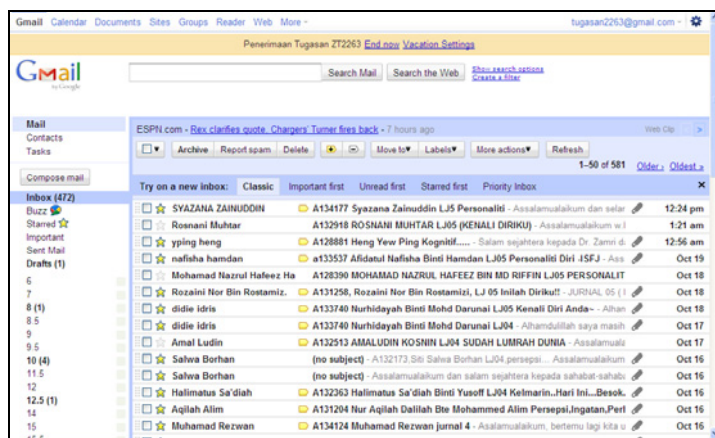 Gmail Calendar Documents Sites Groups Reader Web More
tugasan2263@gmail.com
Penerimaan Tugasan ZT2263 End now Vacation Settings
Gmail
by Google
Search Mail Search the Web Show search options
Create a filter
Mail
Contacts
Tasks
Compose mail
Inbox (472)
Buzz
Starred
Important
Sent Mail
Drafts (1)
6
7
8 (1)
8.5
9
9.5
10 (4)
11.5
12
12.5 (1)
14
15
ESPN.com - Rex clarifies quote, Chargers' Turner fires back - 7 hours ago Web Clip >
Archive Report spam Delete Move to Labels More actions Refresh
1–50 of 581 Older › Oldest »
Try on a new inbox: Classic Important first Unread first Starred first Priority Inbox x
SYAZANA ZAINUDDIN A134177 Syazana Zainuddin LJ5 Personaliti - Assalamualaikum dan selar 12:24 pm
Rosnani Muhtar A132918 ROSNANI MUHTAR LJ05 (KENALI DIRIKU) - Assalamualaikum w.l 1:21 am
yping heng A128881 Heng Yew Ping Kognitif..... - Salam sejahtera kepada Dr. Zamri da 12:56 am
nafisha hamdan a133537 Afidatul Nafisha Binti Hamdan LJ05 Personaliti Diri -ISFJ - Ass Oct 19
Mohamad Nazrul Hafeez Ha A128390 MOHAMAD NAZRUL HAFEEZ BIN MD RIFFIN LJ05 PERSONALIT Oct 18
Rozaini Nor Bin Rostamiz. A131258, Rozaini Nor Bin Rostamizi, LJ 05 Inilah Diriku!! - JURNAL 05 ( I Oct 18
didie idris A133740 Nurhidayah Binti Mohd Darunai LJ05 Kenali Diri Anda~ - Alhan Oct 18
didie idris A133740 Nurhidayah Binti Mohd Darunai LJ04 - Alhamdulillah saya masih Oct 17
Amal Ludin A132513 AMALUDIN KOSNIN LJ04 SUDAH LUMRAH DUNIA - Assalamuala Oct 17
Salwa Borhan (no subject) - A132173.Siti Salwa Borhan LJ04.persepsi... Assalamualaikum Oct 16
Salwa Borhan (no subject) - Assalamualaikum dan salam sejahtera kepada sahabat-sahaba Oct 16
Halimatus Sa'diah A132363 Halimatus Sa'diah Binti Yusoff LJ04 Kelmarin..Hari Ini...Besok. Oct 16
Aqilah Alim A131204 Nur Aqilah Dalilah Bte Mohammed Alim Persepsi,Ingatan,Perl Oct 16
Muhamad Rezwan A134124 Muhamad Rezwan jurnal 4 - Asalamualaikum, bertemu lagi kita u Oct 16